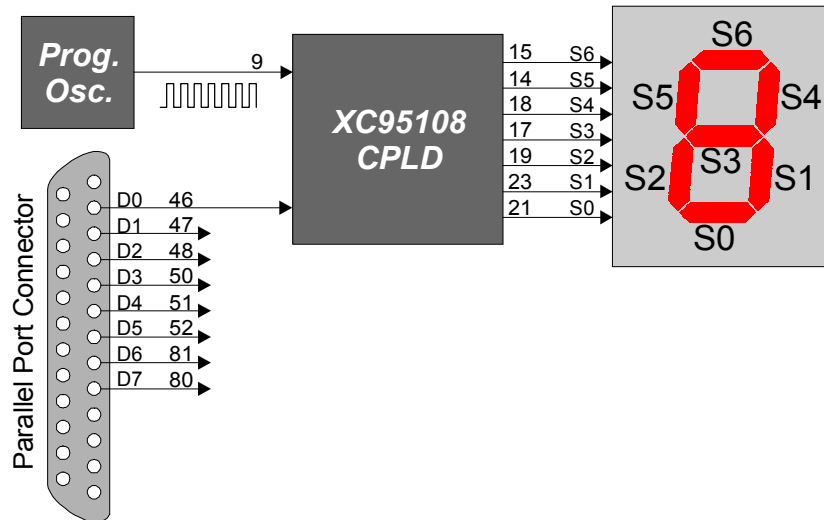 Prog.
Osc.
9
XC95108
CPLD
15 S6
14 S5
18 S4
17 S3
19 S2
23 S1
21 S0
S6
S5
S4
S3
S2
S1
S0
Parallel Port Connector
D0 46
D1 47
D2 48
D3 50
D4 51
D5 52
D6 81
D7 80